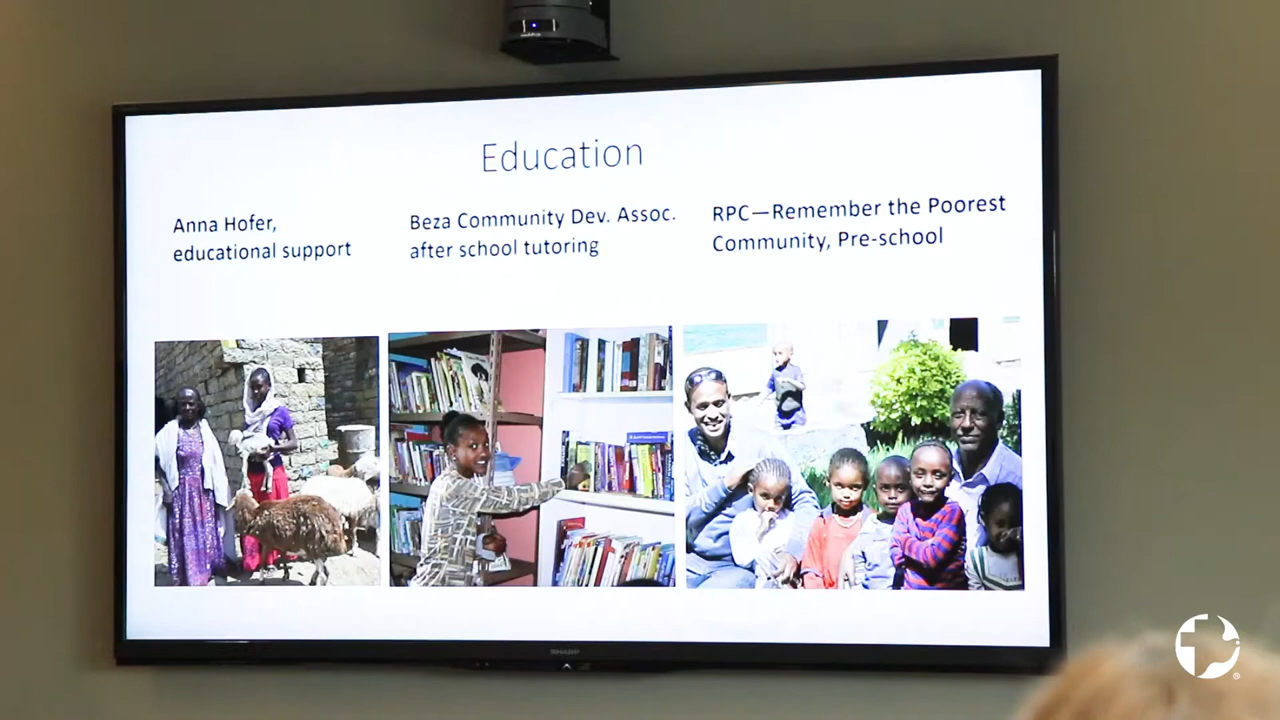 Education
Anna Hofer,
educational support
Beza Community Dev. Assoc.
after school tutoring
RPC—Remember the Poorest
Community, Pre-school
SHARP
®